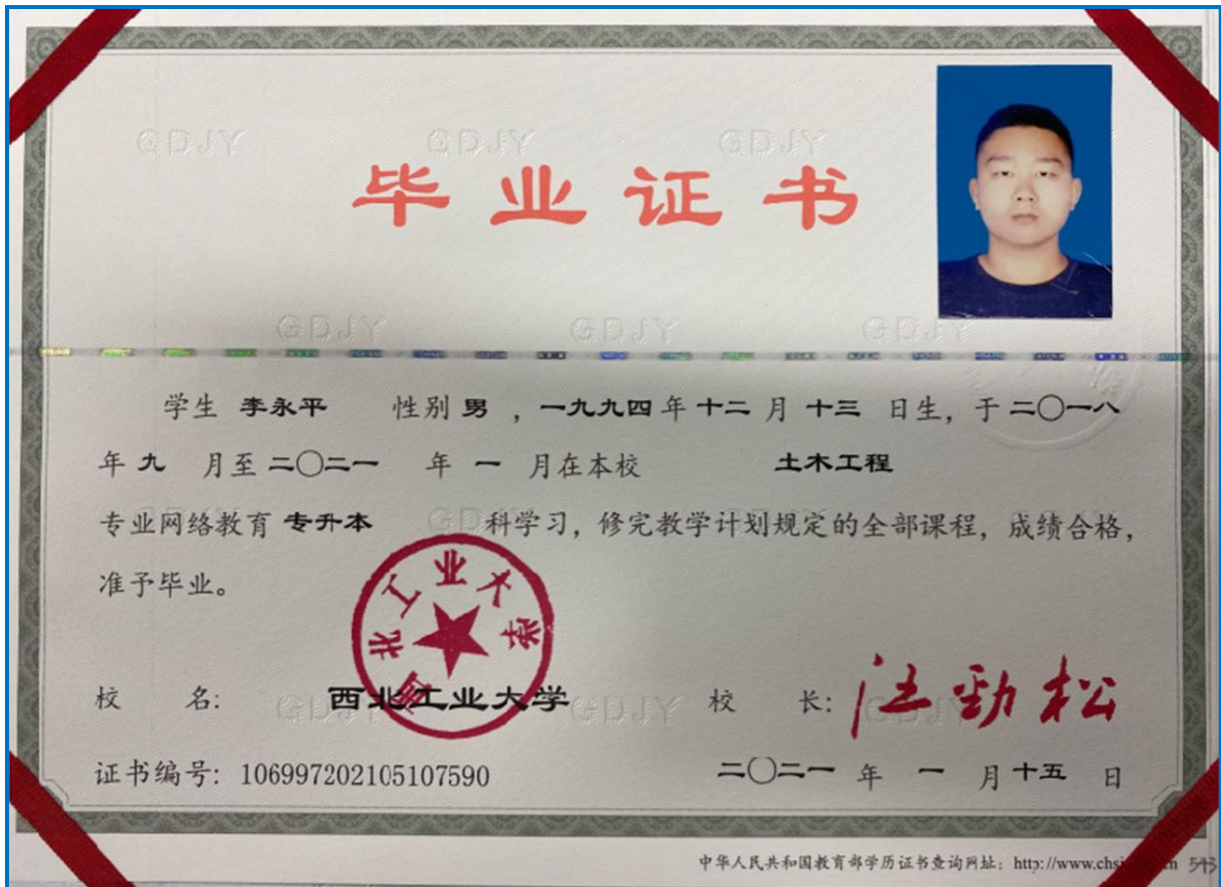 GDJY GDJY GDJY
毕业证书
GDJY GDJY GDJY
学生 李永平 性别 男 ，一九九四 年 十二 月 十三 日生，于 二〇一八
年 九 月至 二〇二一 年 一 月在本校 土木工程
专业网络教育 专升本 科学习，修完教学计划规定的全部课程，成绩合格，
准予毕业。
西北工业大学
校 名: 西北工业大学 校 长: 汪劲松
GDJY GDJY GDJY
证书编号: 106997202105107590 二〇二一 年 一 月 十五 日
中华人民共和国教育部学历证书查询网址：http://www.chsi
543